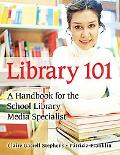 Library 101
A Handbook for the
School Library
Media Specialist
Claire Gatrell Stephens & Patricia Franklin